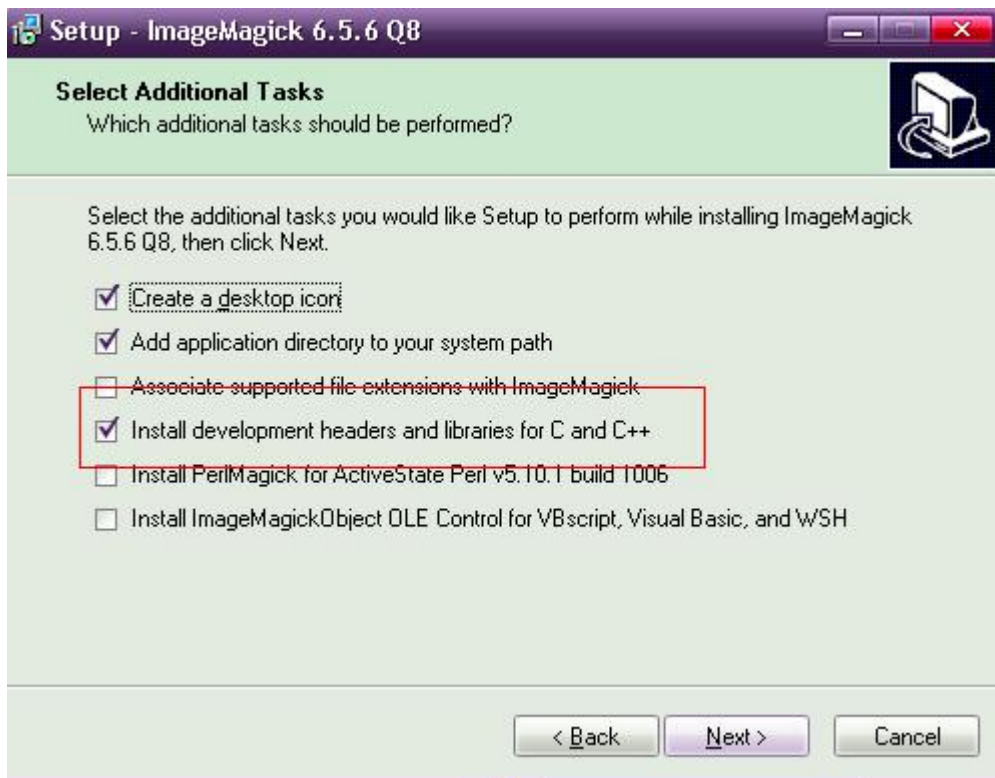 Setup - ImageMagick 6.5.6 Q8
Select Additional Tasks
Which additional tasks should be performed?
Select the additional tasks you would like Setup to perform while installing ImageMagick
6.5.6 Q8, then click Next.
Create a desktop icon
Add application directory to your system path
Associate supported file extensions with ImageMagick
Install development headers and libraries for C and C++
Install PerlMagick for ActiveState Perl v5.10.1 build 1006
Install ImageMagickObject OLE Control for VBscript, Visual Basic, and WSH
< Back
Next >
Cancel